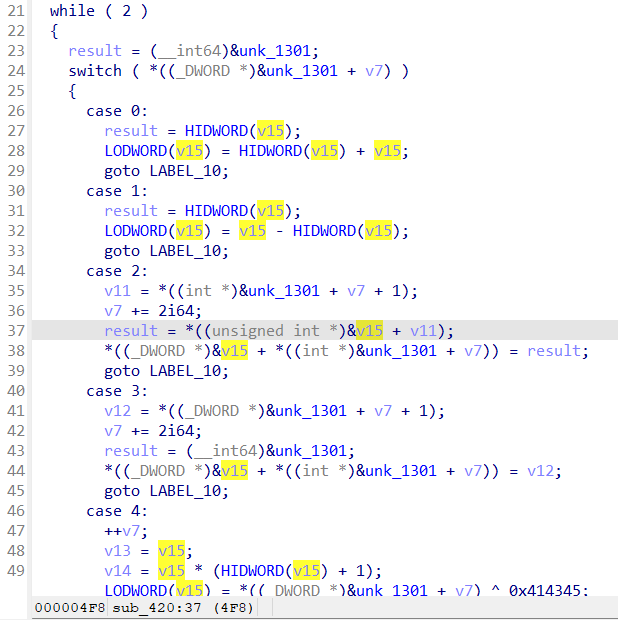 21 while ( 2 )
22 {
23 result = (__int64)&unk_1301;
24 switch ( *((_DWORD *)&unk_1301 + v7) )
25 {
26 case 0:
27 result = HIDWORD(v15);
28 LODWORD(v15) = HIDWORD(v15) + v15;
29 goto LABEL_10;
30 case 1:
31 result = HIDWORD(v15);
32 LODWORD(v15) = v15 - HIDWORD(v15);
33 goto LABEL_10;
34 case 2:
35 v11 = *((int *)&unk_1301 + v7 + 1);
36 v7 += 2i64;
37 result = *((unsigned int *)&v15 + v11);
38 *((_DWORD *)&v15 + *((int *)&unk_1301 + v7)) = result;
39 goto LABEL_10;
40 case 3:
41 v12 = *((_DWORD *)&unk_1301 + v7 + 1);
42 v7 += 2i64;
43 result = (__int64)&unk_1301;
44 *((_DWORD *)&v15 + *((int *)&unk_1301 + v7)) = v12;
45 goto LABEL_10;
46 case 4:
47 ++v7;
48 v13 = v15;
49 v14 = v15 * (HIDWORD(v15) + 1);
LODWORD(v15) = *((_DWORD *)&unk_1301 + v7) ^ 0x414345;
000004F8 sub_420:37 (4F8)